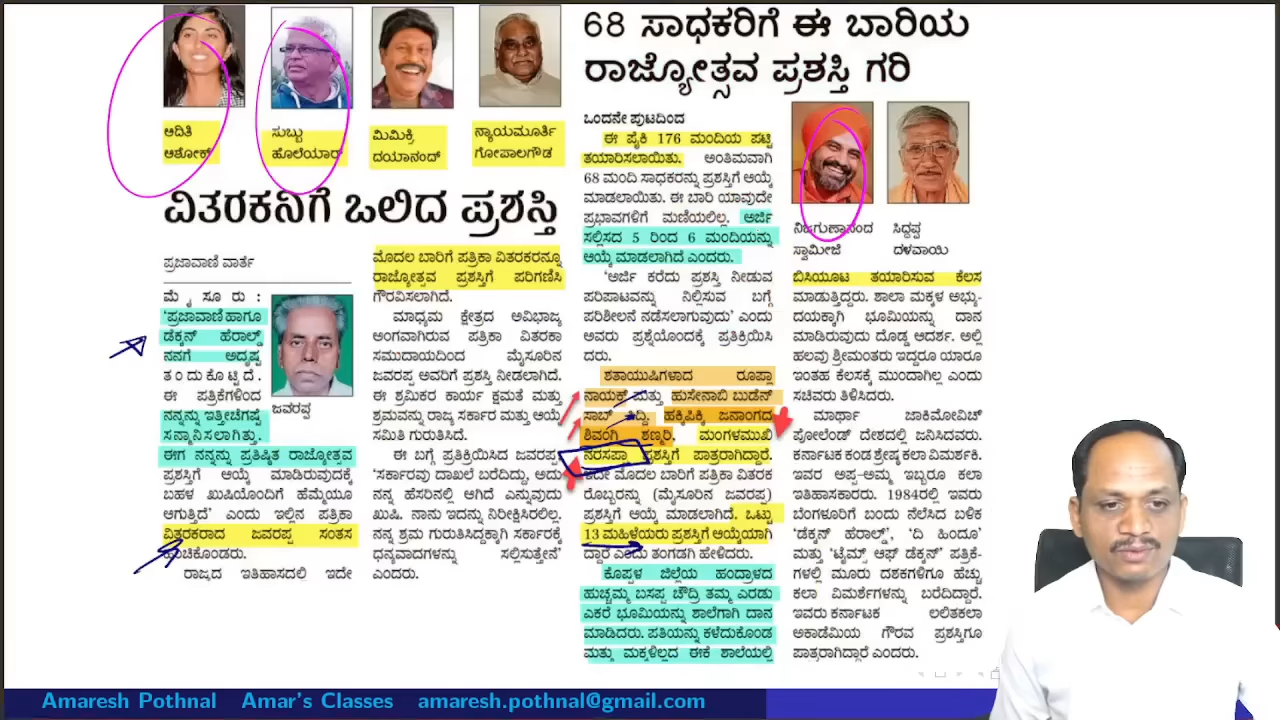 ಅದಿತಿ
ಆಶೋಕ್
ಸುಬ್ಬು
ಹೊಲೆಯಾರ್
ಮಿಮಿಕ್ರಿ
ದಯಾನಂದ್
ನ್ಯಾಯಮೂರ್ತಿ
ಗೋಪಾಲಗೌಡ
ವಿತರಕನಿಗೆ ಒಲಿದ ಪ್ರಶಸ್ತಿ
ಪ್ರಜಾವಾಣಿ ವಾರ್ತೆ
ಮೈಸೂರು:
'ಪ್ರಜಾವಾಣಿ ಹಾಗೂ
ಡೆಕ್ಕನ್ ಹೆರಾಲ್ಡ್
ನನಗೆ ಅದೃಷ್ಟ
ತಂದುಕೊಟ್ಟಿದೆ.
ಈ ಪತ್ರಿಕೆಗಳಿಂದ
ನನ್ನನ್ನು ಇತ್ತೀಚೆಗಷ್ಟೆ
ಸನ್ಮಾನಿಸಲಾಗಿತ್ತು.
ಜವರಪ್ಪ
ಈಗ ನನ್ನನ್ನು ಪ್ರತಿಷ್ಠಿತ ರಾಜ್ಯೋತ್ಸವ
ಪ್ರಶಸ್ತಿಗೆ ಆಯ್ಕೆ ಮಾಡಿರುವುದಕ್ಕೆ
ಬಹಳ ಖುಷಿಯೊಂದಿಗೆ ಹೆಮ್ಮೆಯೂ
ಆಗುತ್ತಿದೆ' ಎಂದು ಇಲ್ಲಿನ ಪತ್ರಿಕಾ
ವಿತರಕರಾದ ಜವರಪ್ಪ ಸಂತಸ
ಹಂಚಿಕೊಂಡರು.
ರಾಜ್ಯದ ಇತಿಹಾಸದಲ್ಲಿ ಇದೇ
ಮೊದಲ ಬಾರಿಗೆ ಪತ್ರಿಕಾ ವಿತರಕರನ್ನೂ
ರಾಜ್ಯೋತ್ಸವ ಪ್ರಶಸ್ತಿಗೆ ಪರಿಗಣಿಸಿ
ಗೌರವಿಸಲಾಗಿದೆ.
ಮಾಧ್ಯಮ ಕ್ಷೇತ್ರದ ಅವಿಭಾಜ್ಯ
ಅಂಗವಾಗಿರುವ ಪತ್ರಿಕಾ ವಿತರಕಾ
ಸಮುದಾಯದಿಂದ ಮೈಸೂರಿನ
ಜವರಪ್ಪ ಅವರಿಗೆ ಪ್ರಶಸ್ತಿ ನೀಡಲಾಗಿದೆ.
ಈ ಶ್ರಮಿಕರ ಕಾರ್ಯ ಕ್ಷಮತೆ ಮತ್ತು
ಶ್ರಮವನ್ನು ರಾಜ್ಯ ಸರ್ಕಾರ ಮತ್ತು ಆಯ್ಕೆ
ಸಮಿತಿ ಗುರುತಿಸಿದೆ.
ಈ ಬಗ್ಗೆ ಪ್ರತಿಕ್ರಿಯಿಸಿದ ಜವರಪ್ಪ
'ಸರ್ಕಾರವು ದಾಖಲೆ ಬರೆದಿದ್ದು, ಅದು
ನನ್ನ ಹೆಸರಿನಲ್ಲಿ ಆಗಿದೆ ಎನ್ನುವುದು
ಖುಷಿ. ನಾನು ಇದನ್ನು ನಿರೀಕ್ಷಿಸಿರಲಿಲ್ಲ.
ನನ್ನ ಶ್ರಮ ಗುರುತಿಸಿದ್ದಕ್ಕಾಗಿ ಸರ್ಕಾರಕ್ಕೆ
ಧನ್ಯವಾದಗಳನ್ನು ಸಲ್ಲಿಸುತ್ತೇನೆ'
ಎಂದರು.
68 ಸಾಧಕರಿಗೆ ಈ ಬಾರಿಯ
ರಾಜ್ಯೋತ್ಸವ ಪ್ರಶಸ್ತಿ ಗರಿ
ಒಂದನೇ ಪುಟದಿಂದ
ಈ ಪೈಕಿ 176 ಮಂದಿಯ ಪಟ್ಟಿ
ತಯಾರಿಸಲಾಯಿತು. ಅಂತಿಮವಾಗಿ
68 ಮಂದಿ ಸಾಧಕರನ್ನು ಪ್ರಶಸ್ತಿಗೆ ಆಯ್ಕೆ
ಮಾಡಲಾಯಿತು. ಈ ಬಾರಿ ಯಾವುದೇ
ಪ್ರಭಾವಗಳಿಗೆ ಮಣಿಯಲಿಲ್ಲ. ಅರ್ಜಿ
ಸಲ್ಲಿಸದ 5 ರಿಂದ 6 ಮಂದಿಯನ್ನು
ಆಯ್ಕೆ ಮಾಡಲಾಗಿದೆ ಎಂದರು.
'ಅರ್ಜಿ ಕರೆದು ಪ್ರಶಸ್ತಿ ನೀಡುವ
ಪರಿಪಾಟವನ್ನು ನಿಲ್ಲಿಸುವ ಬಗ್ಗೆ
ಪರಿಶೀಲನೆ ನಡೆಸಲಾಗುವುದು' ಎಂದು
ಅವರು ಪ್ರಶ್ನೆಯೊಂದಕ್ಕೆ ಪ್ರತಿಕ್ರಿಯಿಸಿ
ದರು.
ಶತಾಯುಷಿಗಳಾದ ರೂಪ್ಲಾ
ನಾಯಕ್ ಮತ್ತು ಹುಸೇನಾಬಿ ಬುಡೆನ್
ಸಾಬ್ ಸಿದ್ದಿ, ಹಕ್ಕಿಪಿಕ್ಕಿ ಜನಾಂಗದ
ಶಿವಂಗಿ ಶಣ್ಮರಿ, ಮಂಗಳಮುಖಿ
ನರಸಪಾ ಪ್ರಶಸ್ತಿಗೆ ಪಾತ್ರರಾಗಿದ್ದಾರೆ.
ಇದೇ ಮೊದಲ ಬಾರಿಗೆ ಪತ್ರಿಕಾ ವಿತರಕ
ರೊಬ್ಬರನ್ನು (ಮೈಸೂರಿನ ಜವರಪ್ಪ)
ಪ್ರಶಸ್ತಿಗೆ ಆಯ್ಕೆ ಮಾಡಲಾಗಿದೆ. ಒಟ್ಟು
13 ಮಹಿಳೆಯರು ಪ್ರಶಸ್ತಿಗೆ ಆಯ್ಕೆಯಾಗಿ
ದ್ದಾರೆ ಎಂದು ತಂಗಡಗಿ ಹೇಳಿದರು.
ಕೊಪ್ಪಳ ಜಿಲ್ಲೆಯ ಹಂದ್ರಾಳದ
ಹುಚ್ಚಮ್ಮ ಬಸಪ್ಪ ಚೌದ್ರಿ ತಮ್ಮ ಎರಡು
ಎಕರೆ ಭೂಮಿಯನ್ನು ಶಾಲೆಗಾಗಿ ದಾನ
ಮಾಡಿದರು. ಪತಿಯನ್ನು ಕಳೆದುಕೊಂಡ
ಮತ್ತು ಮಕ್ಕಳಿಲ್ಲದ ಈಕೆ ಶಾಲೆಯಲ್ಲಿ
ನಿಜಗುಣಾನಂದ
ಸ್ವಾಮೀಜಿ
ಸಿದ್ದಪ್ಪ
ದಳವಾಯಿ
ಬಿಸಿಯೂಟ ತಯಾರಿಸುವ ಕೆಲಸ
ಮಾಡುತ್ತಿದ್ದರು. ಶಾಲಾ ಮಕ್ಕಳ ಅಭ್ಯು-
ದಯಕ್ಕಾಗಿ ಭೂಮಿಯನ್ನು ದಾನ
ಮಾಡಿರುವುದು ದೊಡ್ಡ ಆದರ್ಶ. ಅಲ್ಲಿ
ಹಲವು ಶ್ರೀಮಂತರು ಇದ್ದರೂ ಯಾರೂ
ಇಂತಹ ಕೆಲಸಕ್ಕೆ ಮುಂದಾಗಿಲ್ಲ ಎಂದು
ಸಚಿವರು ತಿಳಿಸಿದರು.
ಮಾರ್ಥಾ ಜಾಕಿಮೋವಿಚ್
ಪೋಲೆಂಡ್ ದೇಶದಲ್ಲಿ ಜನಿಸಿದವರು.
ಕರ್ನಾಟಕ ಕಂಡ ಶ್ರೇಷ್ಠ ಕಲಾ ವಿಮರ್ಶಕಿ.
ಇವರ ಅಪ್ಪ-ಅಮ್ಮ ಇಬ್ಬರೂ ಕಲಾ
ಇತಿಹಾಸಕಾರರು. 1984ರಲ್ಲಿ ಇವರು
ಬೆಂಗಳೂರಿಗೆ ಬಂದು ನೆಲೆಸಿದ ಬಳಿಕ
'ಡೆಕ್ಕನ್ ಹೆರಾಲ್ಡ್', 'ದಿ ಹಿಂದೂ'
ಮತ್ತು 'ಟೈಮ್ಸ್ ಆಫ್ ಡೆಕ್ಕನ್' ಪತ್ರಿಕೆ-
ಗಳಲ್ಲಿ ಮೂರು ದಶಕಗಳಿಗೂ ಹೆಚ್ಚು
ಕಲಾ ವಿಮರ್ಶೆಗಳನ್ನು ಬರೆದಿದ್ದಾರೆ.
ಇವರು ಕರ್ನಾಟಕ ಲಲಿತಕಲಾ
ಅಕಾಡೆಮಿಯ ಗೌರವ ಪ್ರಶಸ್ತಿಗೂ
ಪಾತ್ರರಾಗಿದ್ದಾರೆ ಎಂದರು.
Amaresh Pothnal Amar's Classes amaresh.pothnal@gmail.com